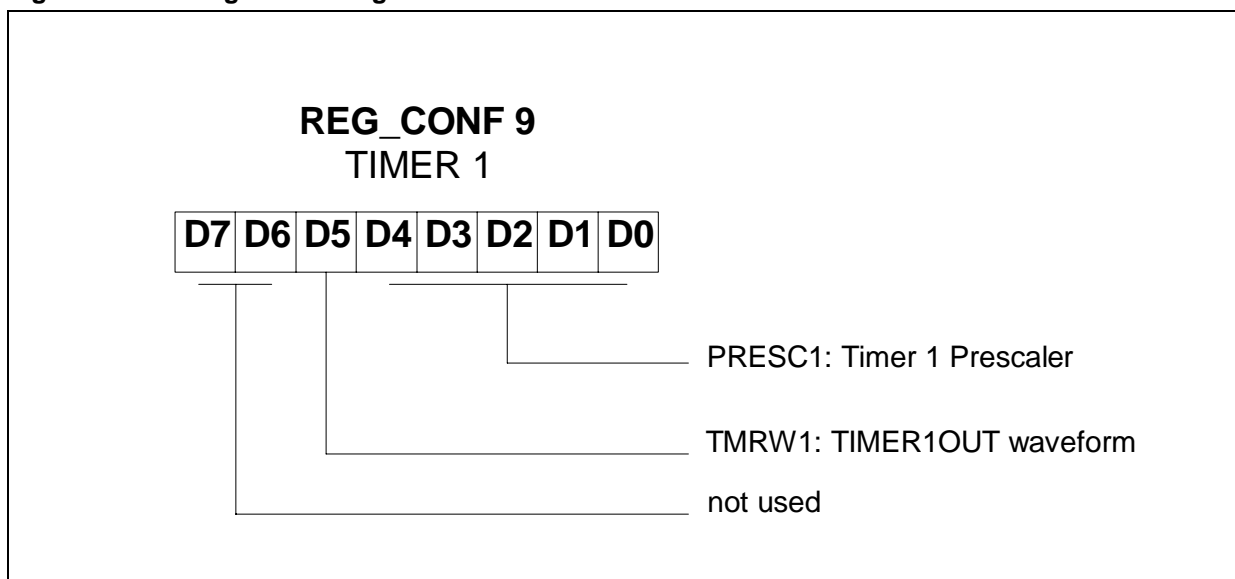 REG_CONF 9
TIMER 1
D7 D6 D5 D4 D3 D2 D1 D0
PRESC1: Timer 1 Prescaler
TMRW1: TIMER1OUT waveform
not used